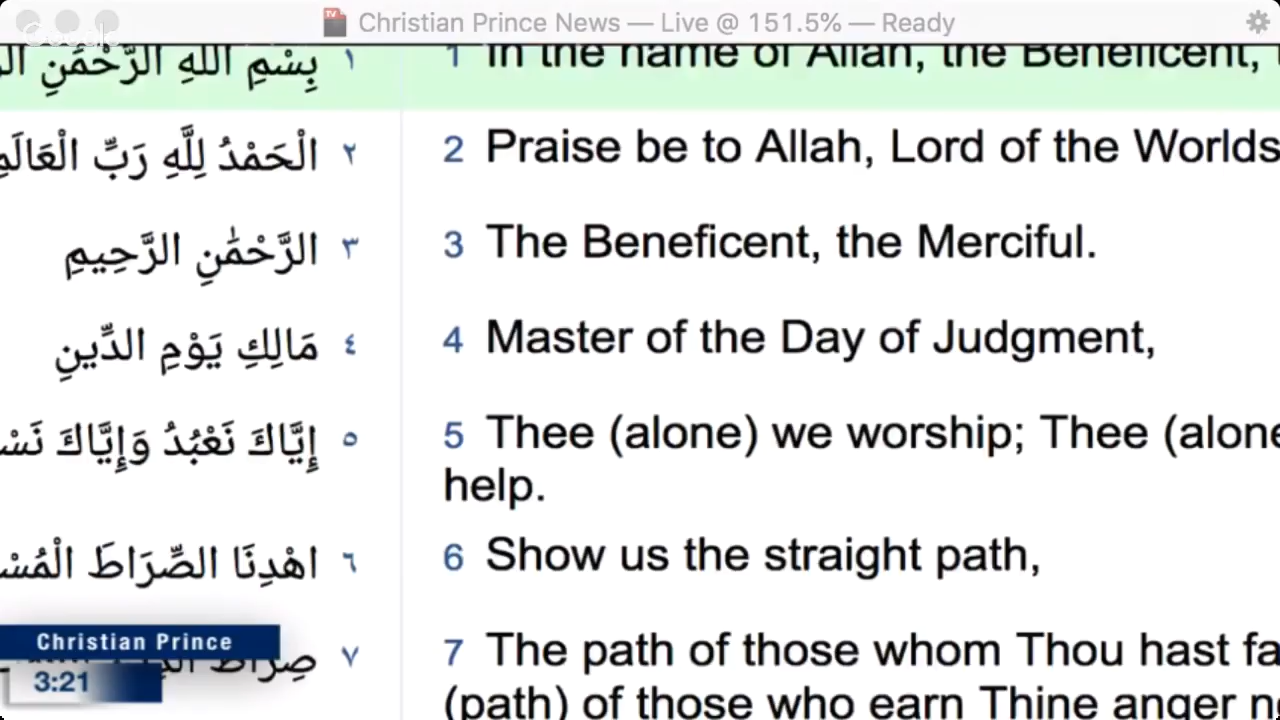 Christian Prince News — Live @ 151.5% — Ready
بِسْمِ اللَّهِ الرَّحْمَٰنِ ١
1 In the name of Allah, the Beneficent,
الْحَمْدُ لِلَّهِ رَبِّ ٢
2 Praise be to Allah, Lord of the Worlds
الرَّحْمَٰنِ الرَّحِيمِ ٣
3 The Beneficent, the Merciful.
مَالِكِ يَوْمِ الدِّينِ ٤
4 Master of the Day of Judgment,
إِيَّاكَ نَعْبُدُ وَإِيَّاكَ ٥
5 Thee (alone) we worship; Thee (alone
help.
اهْدِنَا الصِّرَاطَ ٦
6 Show us the straight path,
صِرَاطَ ٧
7 The path of those whom Thou hast
(path) of those who earn Thine anger
Christian Prince
3:21